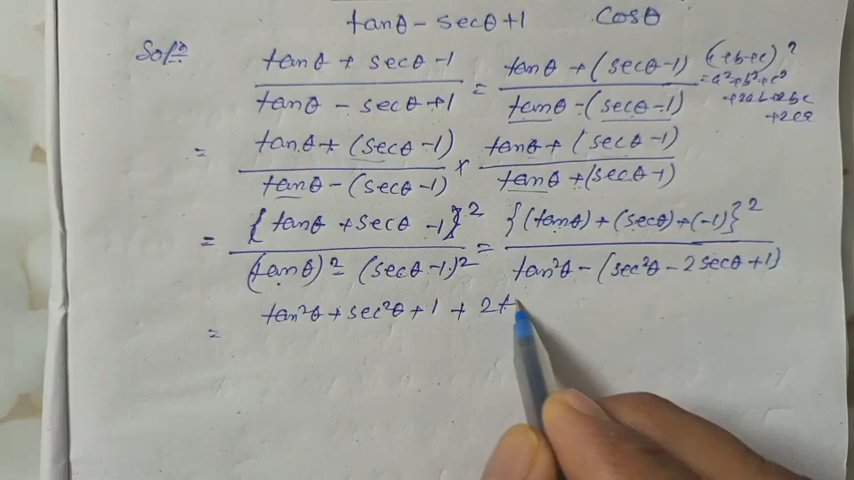 tanθ - secθ + 1    cosθ
Solⁿ  (tanθ + secθ - 1)/(tanθ - secθ + 1) = (tanθ + (secθ - 1))/(tanθ - (secθ - 1))
(a+b+c)²
= a²+b²+c²
+2ab+2bc
+2ca
= (tanθ + (secθ - 1))/(tanθ - (secθ - 1)) × (tanθ + (secθ - 1))/(tanθ + (secθ - 1))
= {tanθ + secθ - 1}²/((tanθ)² - (secθ - 1)²) = {(tanθ) + (secθ) + (-1)}²/(tan²θ - (sec²θ - 2secθ + 1))
= tan²θ + sec²θ + 1 + 2t